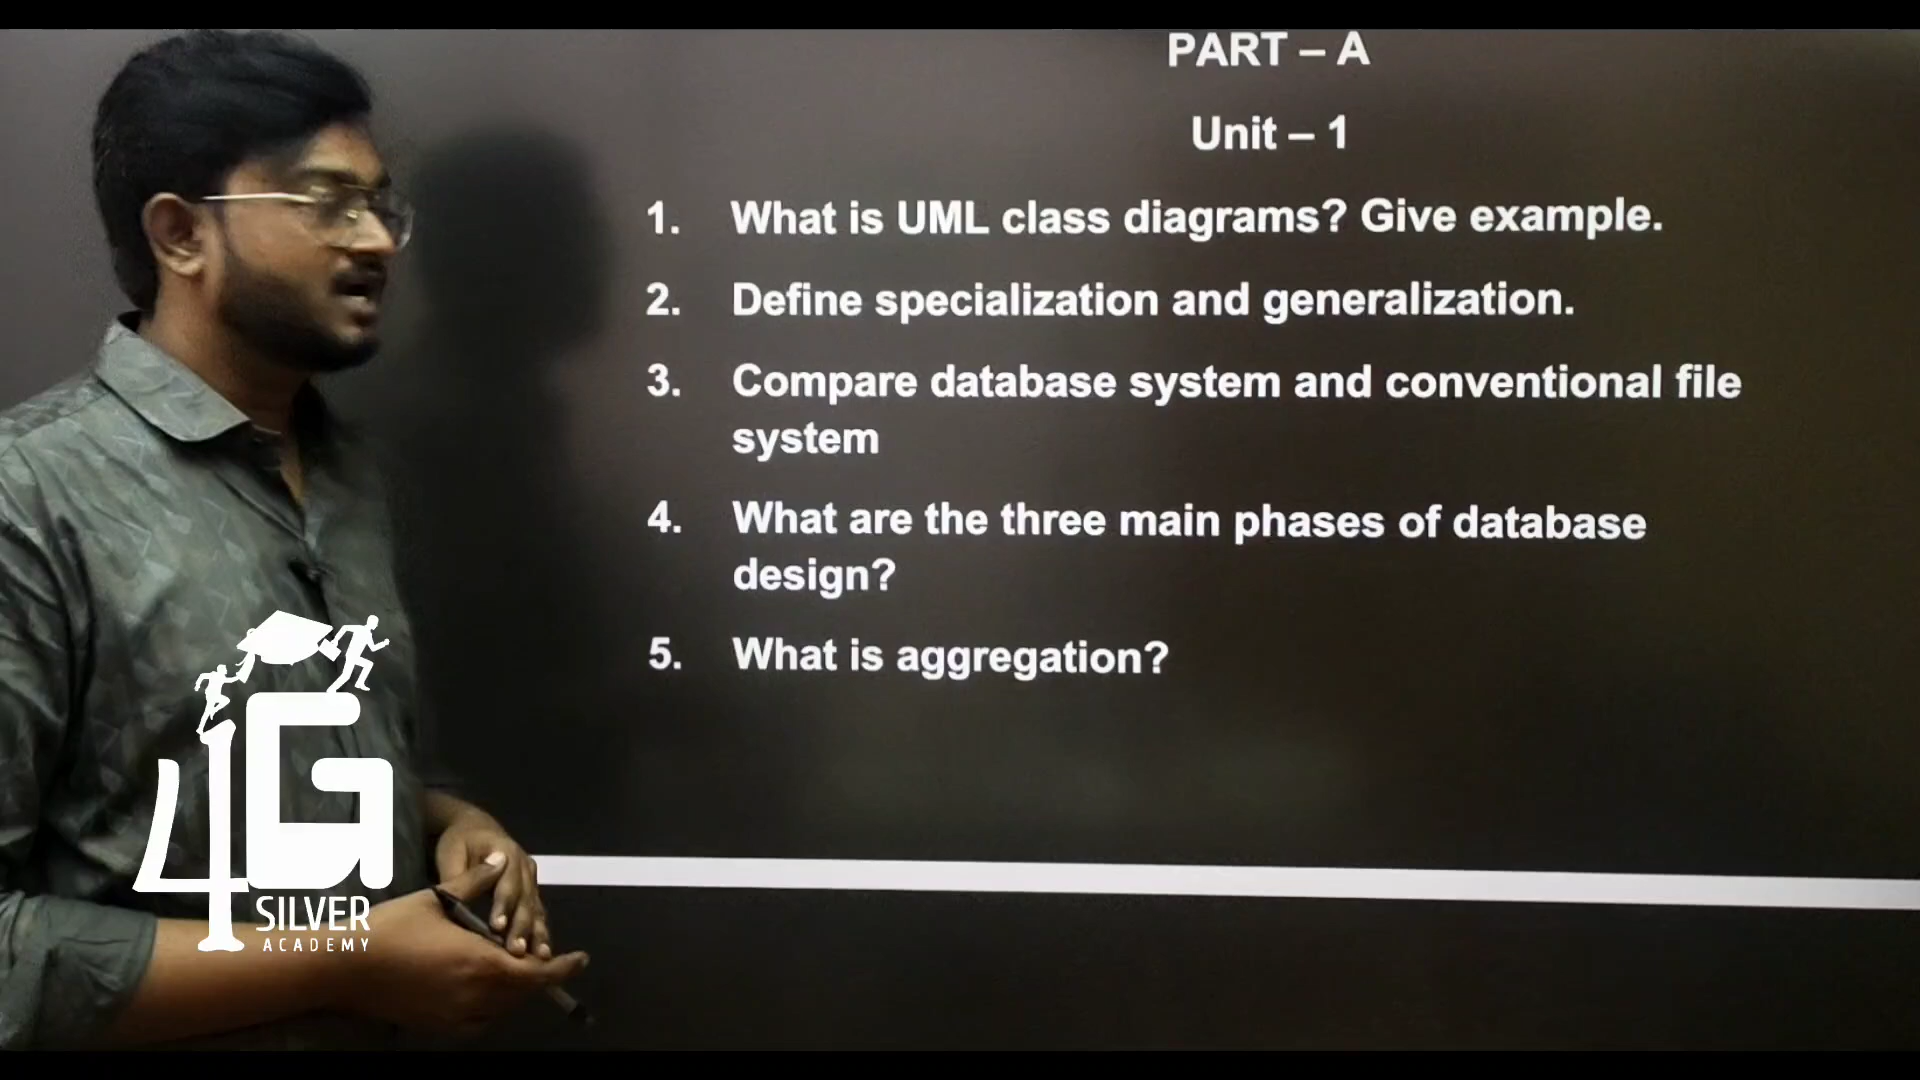 PART – A
Unit – 1
1. What is UML class diagrams? Give example.
2. Define specialization and generalization.
3. Compare database system and conventional file
system
4. What are the three main phases of database
design?
5. What is aggregation?
4G
SILVER
ACADEMY